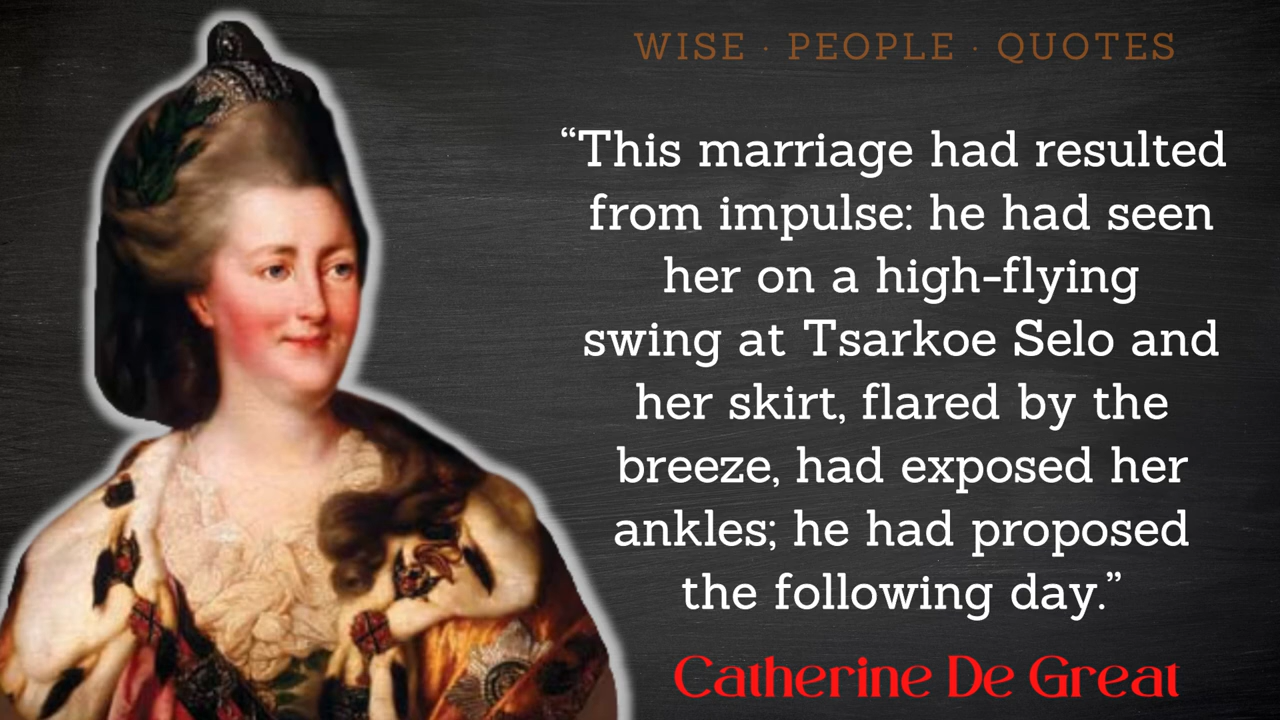 WISE · PEOPLE · QUOTES
“This marriage had resulted
from impulse: he had seen
her on a high-flying
swing at Tsarkoe Selo and
her skirt, flared by the
breeze, had exposed her
ankles; he had proposed
the following day.”
Catherine De Great